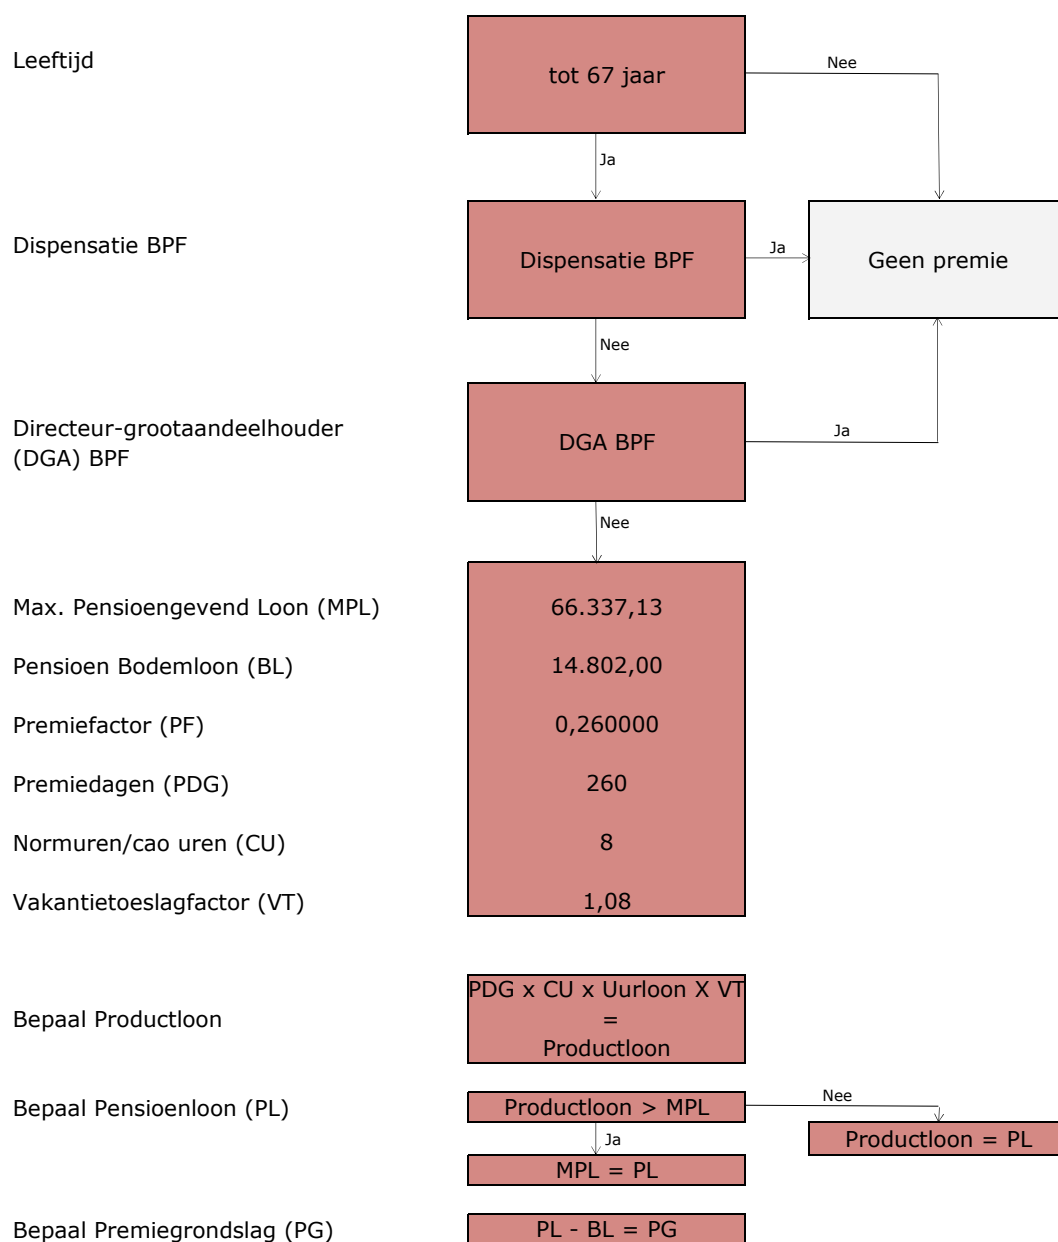 Leeftijd
tot 67 jaar
Nee
Ja
Dispensatie BPF
Dispensatie BPF
Ja
Geen premie
Nee
Directeur-grootaandeelhouder
(DGA) BPF
DGA BPF
Ja
Nee
Max. Pensioengevend Loon (MPL)
66.337,13
Pensioen Bodemloon (BL)
14.802,00
Premiefactor (PF)
0,260000
Premiedagen (PDG)
260
Normuren/cao uren (CU)
8
Vakantietoeslagfactor (VT)
1,08
Bepaal Productloon
PDG x CU x Uurloon X VT
=
Productloon
Bepaal Pensioenloon (PL)
Productloon > MPL
Nee
Productloon = PL
Ja
MPL = PL
Bepaal Premiegrondslag (PG)
PL - BL = PG